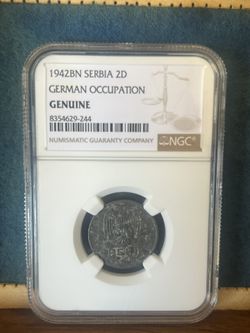 1942BN SERBIA 2D
GERMAN OCCUPATION
GENUINE
8354629-244
NUMISMATIC GUARANTY COMPANY
NGC